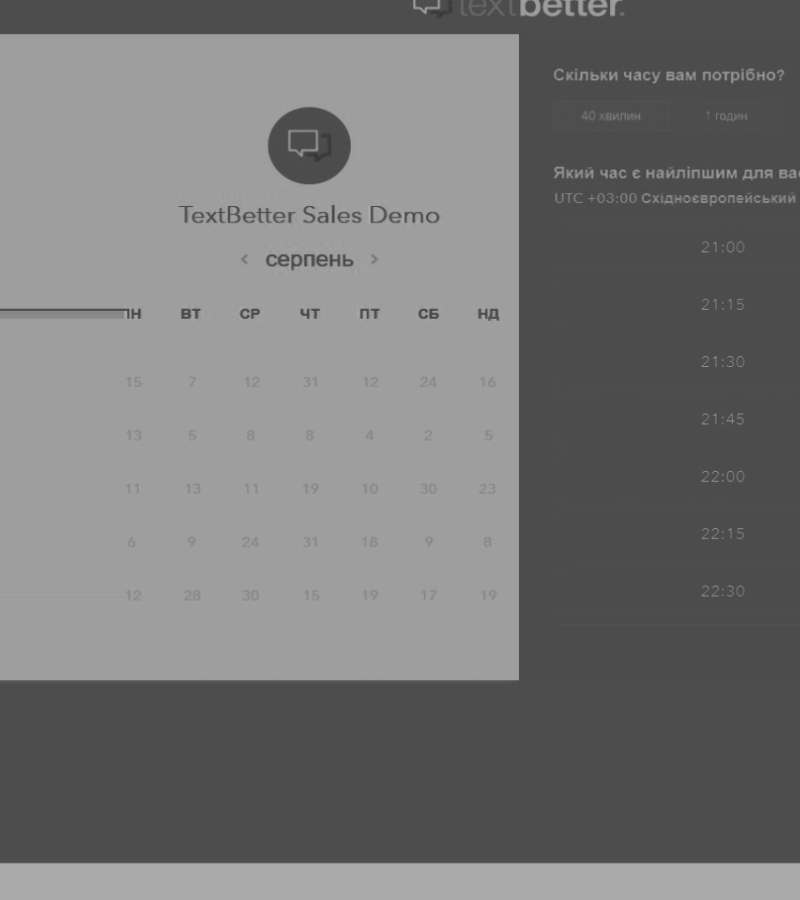 textbetter.
TextBetter Sales Demo
‹ серпень ›
ПН ВТ СР ЧТ ПТ СБ НД
15 7 12 31 12 24 16
13 5 8 8 4 2 5
11 13 11 19 10 30 23
6 9 24 31 18 9 8
12 28 30 15 19 17 19
Скільки часу вам потрібно?
40 хвилин 1 годин
Який час є найліпшим для ва
UTC +03:00 Східноєвропейський
21:00
21:15
21:30
21:45
22:00
22:15
22:30